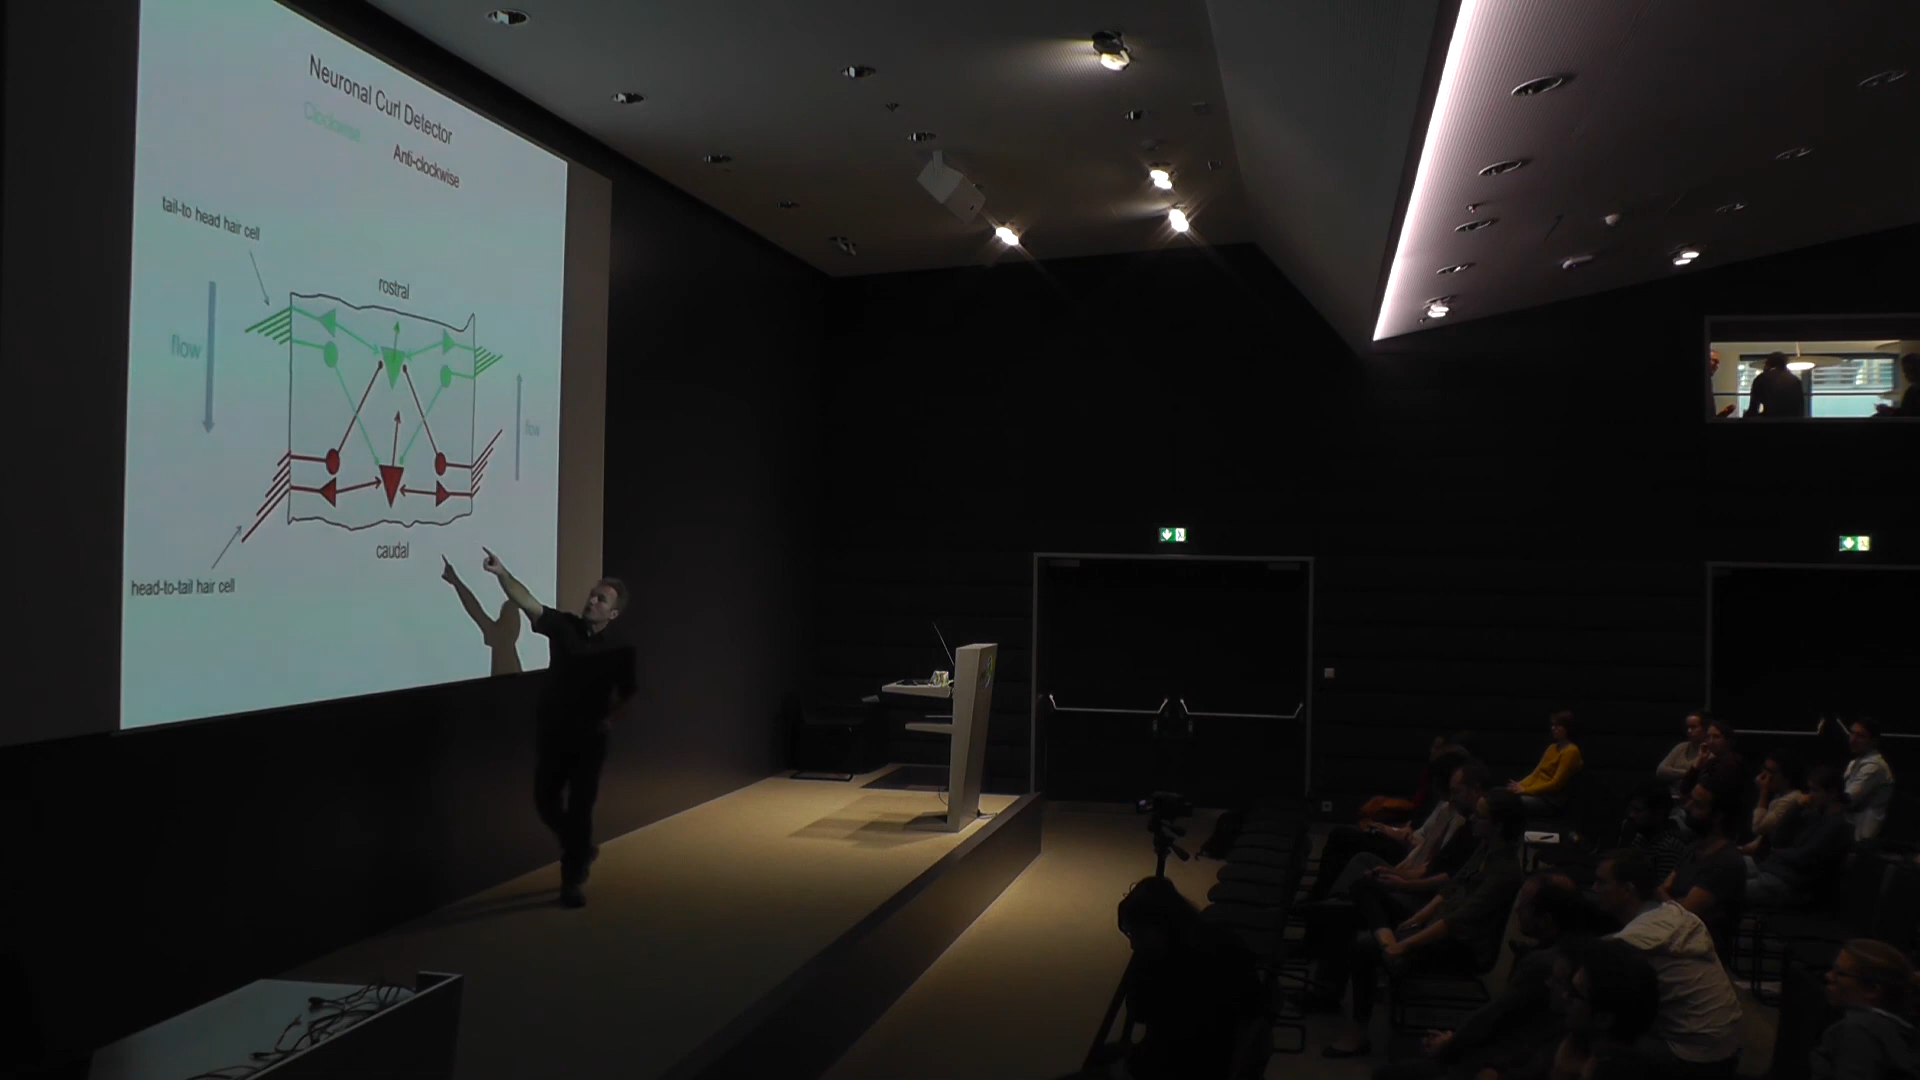 Neuronal Curl Detector
Clockwise
Anti-clockwise
tail-to head hair cell
rostral
flow
flow
caudal
head-to-tail hair cell